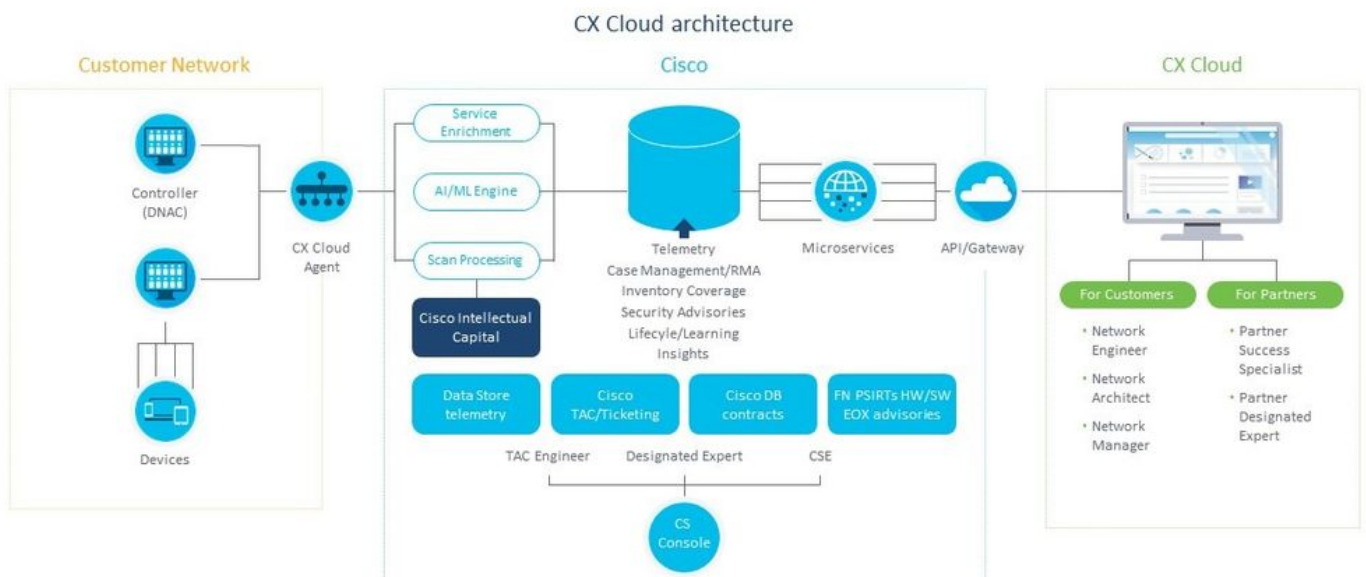 CX Cloud architecture
Customer Network
Cisco
CX Cloud
Controller
(DNAC)
Devices
CX Cloud
Agent
Service
Enrichment
AI/ML Engine
Scan Processing
Cisco Intellectual
Capital
Telemetry
Case Management/RMA
Inventory Coverage
Security Advisories
Lifecyle/Learning
Insights
Microservices
API/Gateway
Data Store
telemetry
Cisco
TAC/Ticketing
Cisco DB
contracts
FN PSIRTs HW/SW
EOX advisories
TAC Engineer
Designated Expert
CSE
CS
Console
For Customers
• Network
Engineer
• Network
Architect
• Network
Manager
For Partners
• Partner
Success
Specialist
• Partner
Designated
Expert